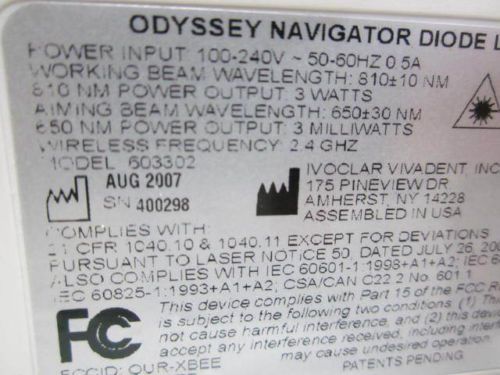 ODYSSEY NAVIGATOR DIODE L
POWER INPUT: 100-240V ~ 50-60HZ 0.5A
WORKING BEAM WAVELENGTH: 810±10 NM
810 NM POWER OUTPUT: 3 WATTS
AIMING BEAM WAVELENGTH: 650±30 NM
650 NM POWER OUTPUT: 3 MILLIWATTS
WIRELESS FREQUENCY: 2.4 GHZ
MODEL 603302
AUG 2007
SN 400298
IVOCLAR VIVADENT, INC
175 PINEVIEW DR
AMHERST, NY 14228
ASSEMBLED IN USA
COMPLIES WITH:
21 CFR 1040.10 & 1040.11 EXCEPT FOR DEVIATIONS
PURSUANT TO LASER NOTICE 50, DATED JULY 26, 20
ALSO COMPLIES WITH IEC 60601-1:1998+A1+A2;
IEC 60825-1:1993+A1+A2; CSA/CAN C22.2 No. 601.1
FC
This device complies with Part 15 of the FCC R
is subject to the following two conditions: (1) Th
not cause harmful interference, and (2) this devi
accept any interference received, including inter
may cause undesired operation.
FCCID: OUR-XBEE
PATENTS PENDING